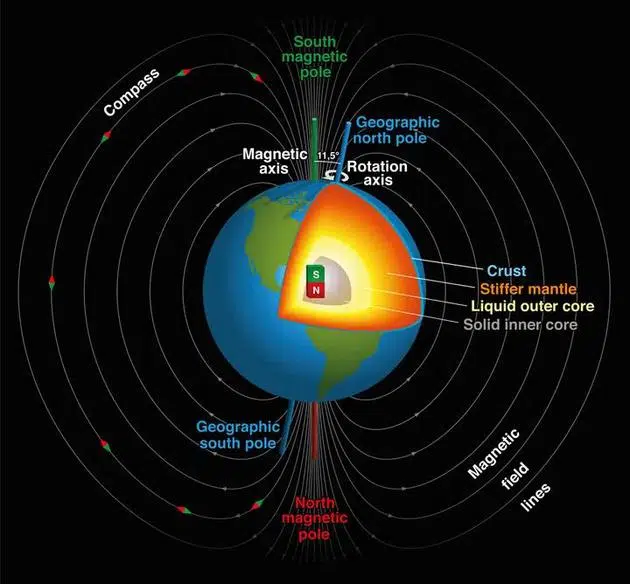 South
magnetic
pole
Compass
Geographic
north pole
Magnetic
axis
11,5°
Rotation
axis
S
N
Crust
Stiffer mantle
Liquid outer core
Solid inner core
Geographic
south pole
Magnetic
field
lines
North
magnetic
pole